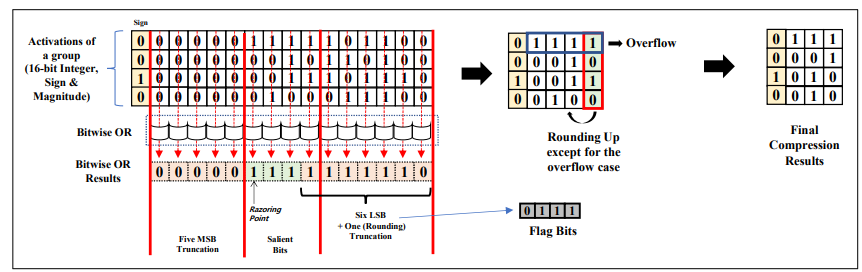 Sign
Activations of
a group
(16-bit Integer,
Sign &
Magnitude)
0 0 0 0 0 0 1 1 1 1 1 0 1 1 0 0
0 0 0 0 0 0 0 0 1 0 1 1 0 1 0 0
1 0 0 0 0 0 0 0 1 1 1 0 1 1 1 0
0 0 0 0 0 0 0 1 0 0 0 1 1 1 0 0
Bitwise OR
Bitwise OR
Results
0 0 0 0 0 1 1 1 1 1 1 1 1 1 0
Razoring
Point
Five MSB
Truncation
Salient
Bits
Six LSB
+ One (Rounding)
Truncation
0 1 1 1 1
0 0 0 1 0
1 0 0 1 1
0 0 1 0 0
Overflow
Rounding Up
except for the
overflow case
0 1 1 1
Flag Bits
0 1 1 1
0 0 0 1
1 0 1 0
0 0 1 0
Final
Compression
Results